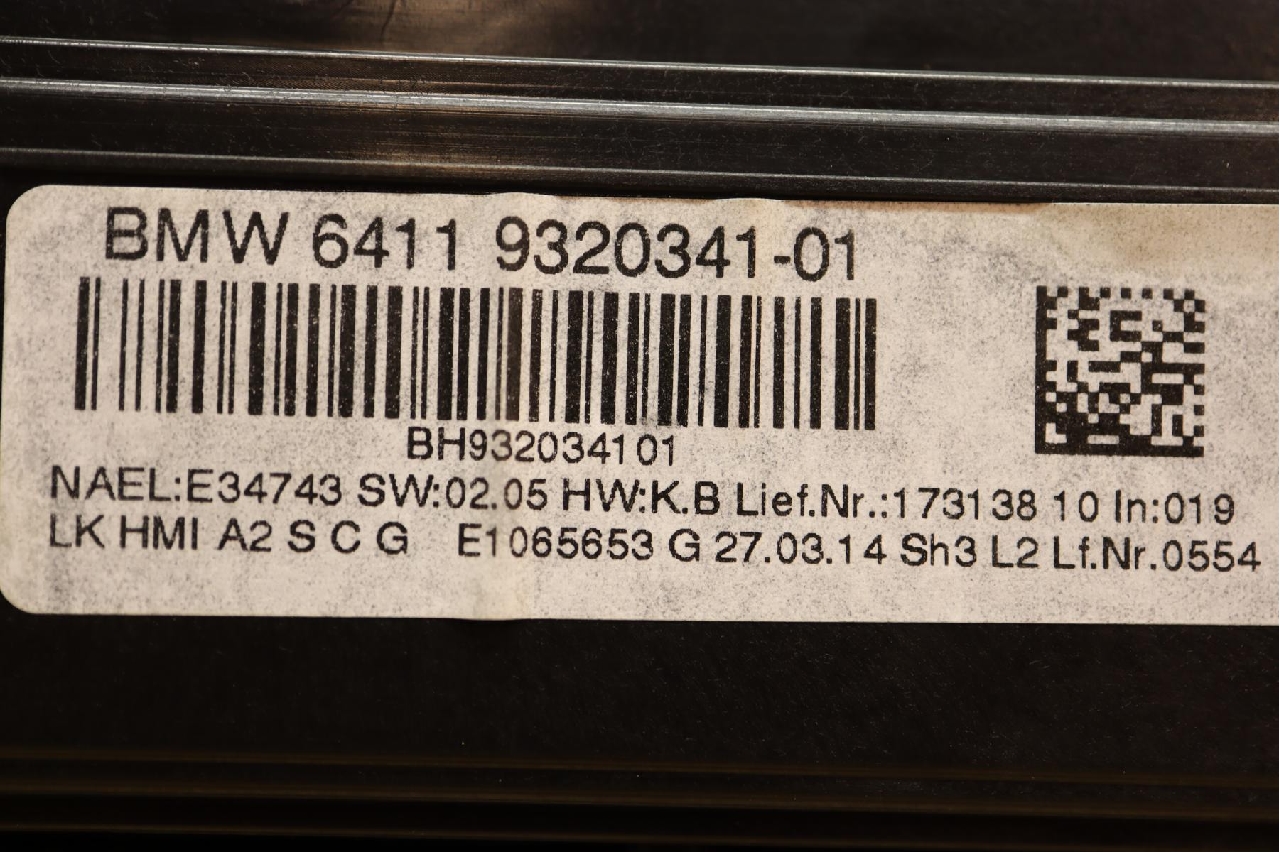 BMW 6411 9320341-01
BH932034101
NAEL:E34743 SW:02.05 HW:K.B Lief.Nr.:173138 10 In:019
LK HMI A2 S C G E1065653 G 27.03.14 Sh3 L2 Lf.Nr.0554